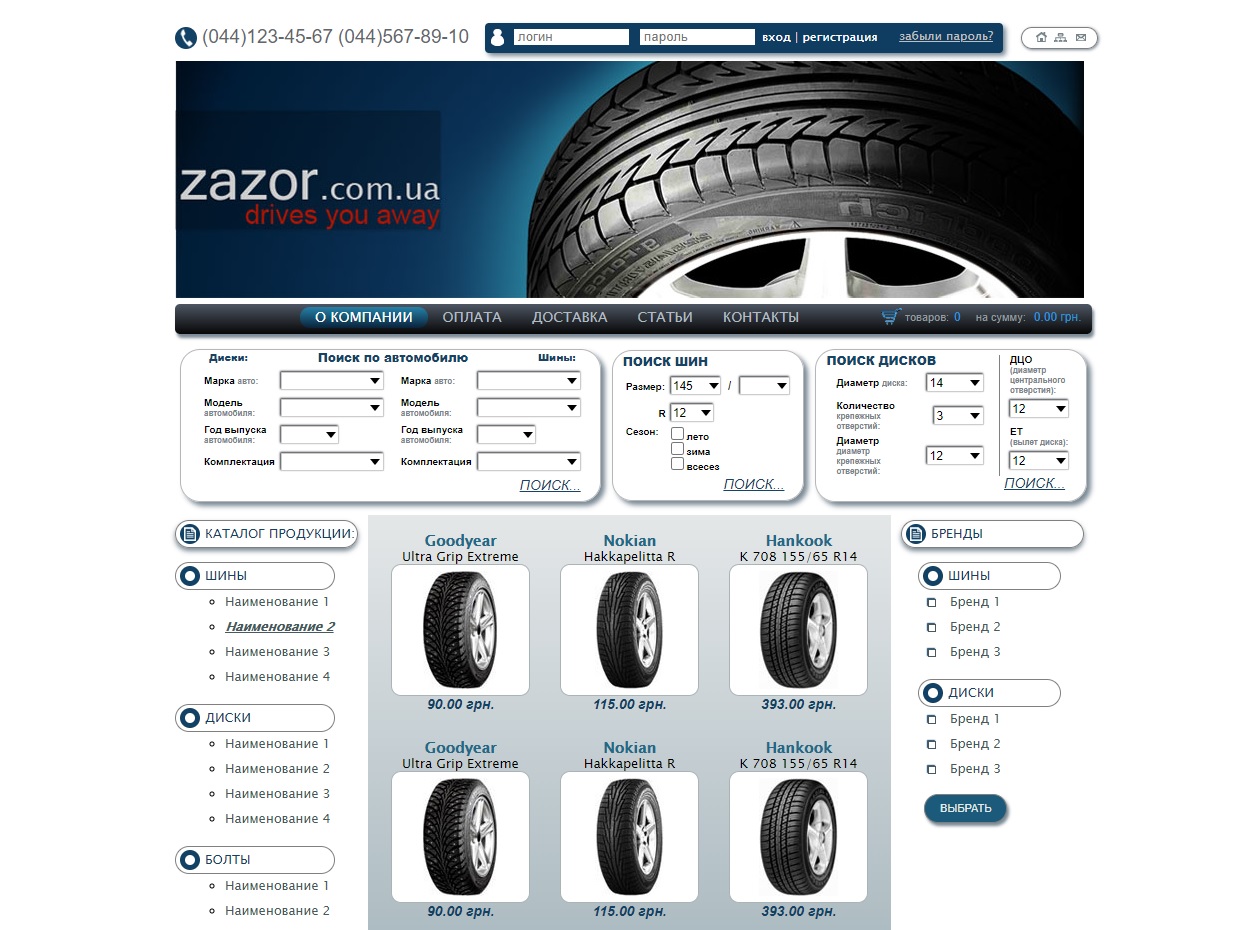 (044)123-45-67 (044)567-89-10
логин
пароль
вход | регистрация
забыли пароль?
zazor.com.ua
drives you away
О КОМПАНИИ
ОПЛАТА
ДОСТАВКА
СТАТЬИ
КОНТАКТЫ
товаров: 0
на сумму: 0.00 грн.
Диски:
Поиск по автомобилю
Шины:
Марка авто:
Марка авто:
Модель
автомобиля:
Модель
автомобиля:
Год выпуска
автомобиля:
Год выпуска
автомобиля:
Комплектация
Комплектация
ПОИСК...
ПОИСК ШИН
Размер: 145 /
R 12
Сезон:
лето
зима
всесез
ПОИСК...
ПОИСК ДИСКОВ
Диаметр диска: 14
Количество
крепежных
отверстий:
3
Диаметр
диаметр
крепежных
отверстий:
12
ДЦО
(диаметр
центрального
отверстия):
12
ЕТ
(вылет диска):
12
ПОИСК...
КАТАЛОГ ПРОДУКЦИИ:
ШИНЫ
Наименование 1
Наименование 2
Наименование 3
Наименование 4
ДИСКИ
Наименование 1
Наименование 2
Наименование 3
Наименование 4
БОЛТЫ
Наименование 1
Наименование 2
Goodyear
Ultra Grip Extreme
90.00 грн.
Nokian
Hakkapelitta R
115.00 грн.
Hankook
K 708 155/65 R14
393.00 грн.
Goodyear
Ultra Grip Extreme
90.00 грн.
Nokian
Hakkapelitta R
115.00 грн.
Hankook
K 708 155/65 R14
393.00 грн.
БРЕНДЫ
ШИНЫ
Бренд 1
Бренд 2
Бренд 3
ДИСКИ
Бренд 1
Бренд 2
Бренд 3
ВЫБРАТЬ